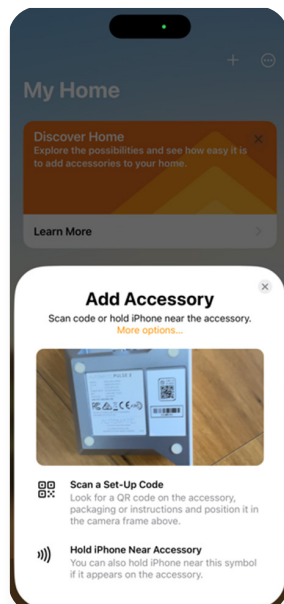 My Home
Discover Home
Explore the possibilities and see how easy it is
to add accessories to your home.
Learn More
Add Accessory
Scan code or hold iPhone near the accessory.
More options...
Scan a Set-Up Code
Look for a QR code on the accessory,
packaging or instructions and position it in
the camera frame above.
Hold iPhone Near Accessory
You can also hold iPhone near this symbol
if it appears on the accessory.